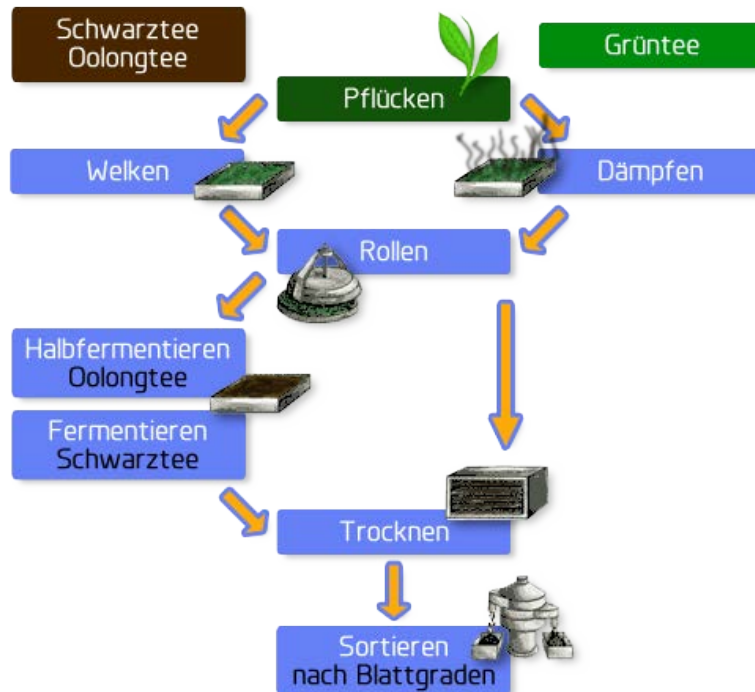 Schwarztee
Oolongtee
Grüntee
Pflücken
Welken
Dämpfen
Rollen
Halbfermentieren
Oolongtee
Fermentieren
Schwarztee
Trocknen
Sortieren
nach Blattgraden